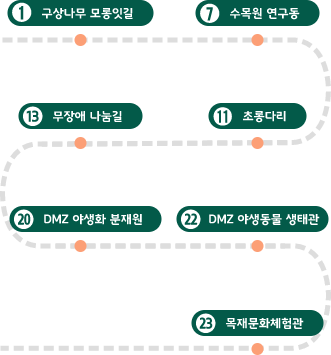 1 구상나무 모롱잇길
7 수목원 연구동
13 무장애 나눔길
11 초롱다리
20 DMZ 야생화 분재원
22 DMZ 야생동물 생태관
23 목재문화체험관